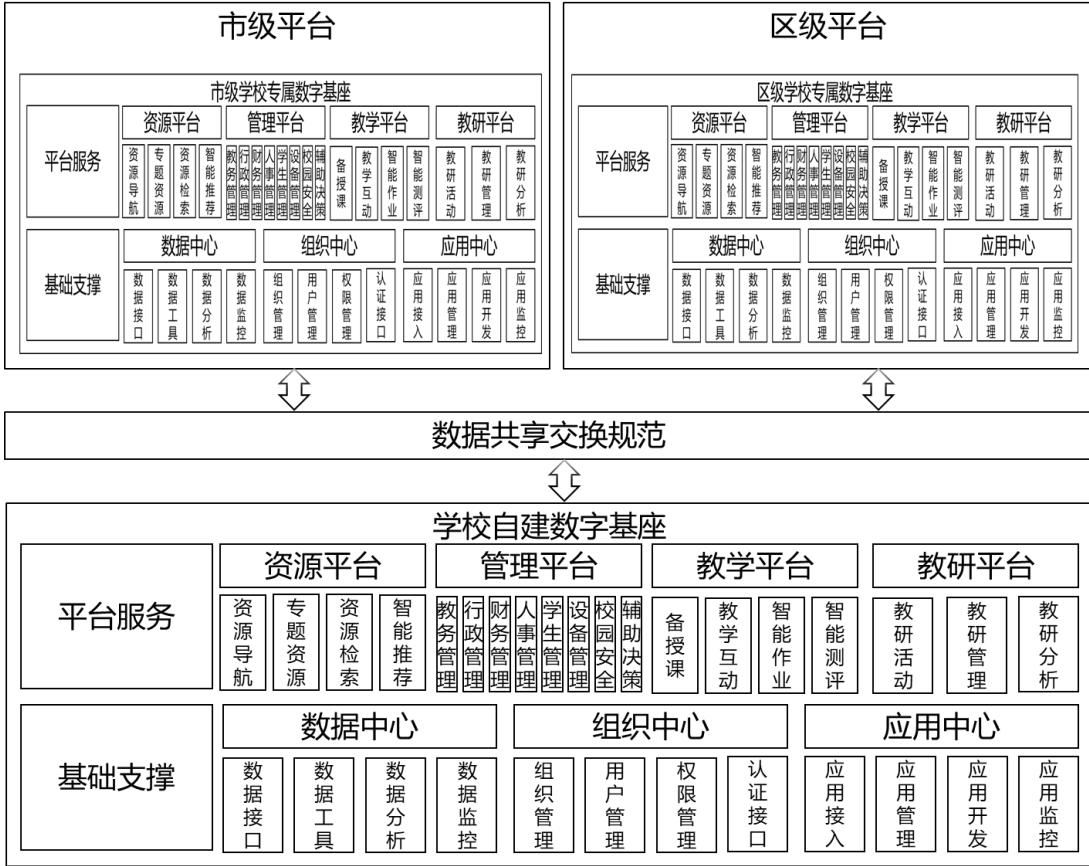 市级平台
市级学校专属数字基座
平台服务
资源平台
管理平台
教学平台
教研平台
资源导航
专题资源
资源检索
智能推荐
教务管理
行政管理
财务管理
人事管理
学生管理
设备管理
校园安全
辅助决策
备授课
教学互动
智能作业
智能测评
教研活动
教研管理
教研分析
基础支撑
数据中心
组织中心
应用中心
数据接口
数据工具
数据分析
数据监控
组织管理
用户管理
权限管理
认证接口
应用接入
应用管理
应用开发
应用监控
区级平台
区级学校专属数字基座
平台服务
资源平台
管理平台
教学平台
教研平台
资源导航
专题资源
资源检索
智能推荐
教务管理
行政管理
财务管理
人事管理
学生管理
设备管理
校园安全
辅助决策
备授课
教学互动
智能作业
智能测评
教研活动
教研管理
教研分析
基础支撑
数据中心
组织中心
应用中心
数据接口
数据工具
数据分析
数据监控
组织管理
用户管理
权限管理
认证接口
应用接入
应用管理
应用开发
应用监控
数据共享交换规范
学校自建数字基座
平台服务
资源平台
管理平台
教学平台
教研平台
资源导航
专题资源
资源检索
智能推荐
教务管理
行政管理
财务管理
人事管理
学生管理
设备管理
校园安全
辅助决策
备授课
教学互动
智能作业
智能测评
教研活动
教研管理
教研分析
基础支撑
数据中心
组织中心
应用中心
数据接口
数据工具
数据分析
数据监控
组织管理
用户管理
权限管理
认证接口
应用接入
应用管理
应用开发
应用监控